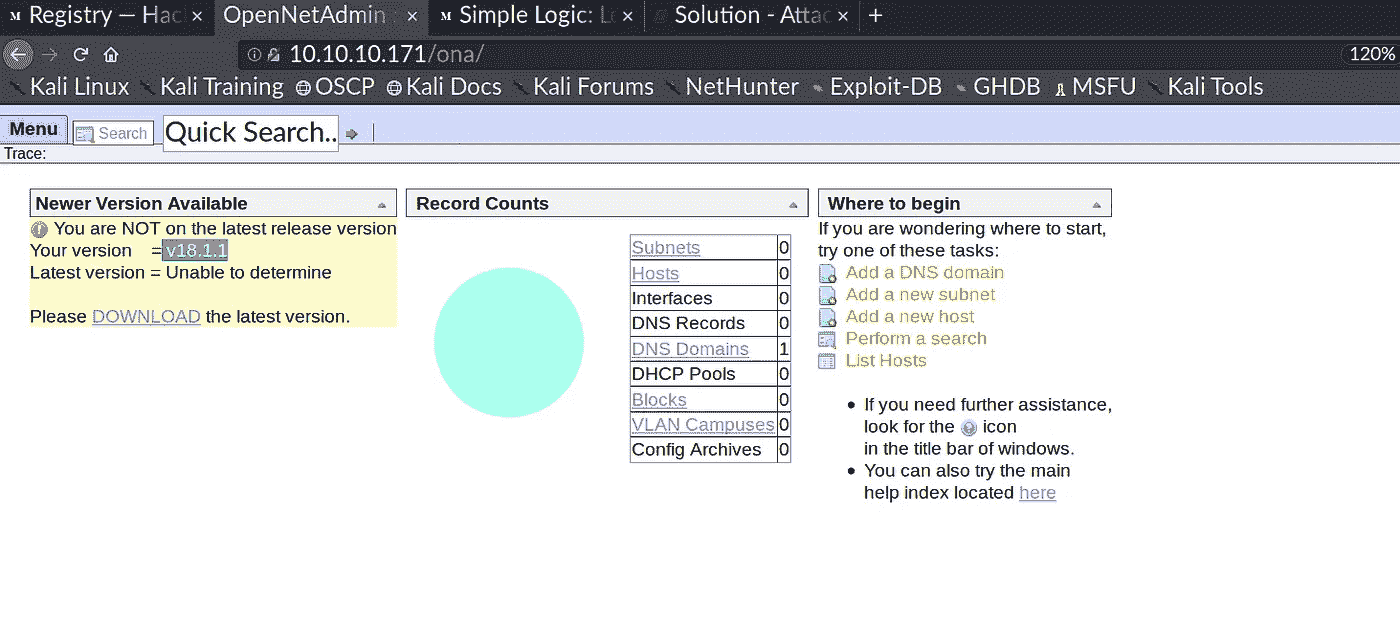 Registry — Hac × OpenNetAdmin × M Simple Logic: L × Solution - Attac × +
10.10.10.171/ona/ 120%
Kali Linux Kali Training OSCP Kali Docs Kali Forums NetHunter Exploit-DB GHDB MSFU Kali Tools
Menu Search Quick Search..
Trace:
Newer Version Available
You are NOT on the latest release version
Your version = v18.1.1
Latest version = Unable to determine
Please DOWNLOAD the latest version.
Record Counts
Subnets 0
Hosts 0
Interfaces 0
DNS Records 0
DNS Domains 1
DHCP Pools 0
Blocks 0
VLAN Campuses 0
Config Archives 0
Where to begin
If you are wondering where to start,
try one of these tasks:
Add a DNS domain
Add a new subnet
Add a new host
Perform a search
List Hosts
• If you need further assistance,
look for the icon
in the title bar of windows.
• You can also try the main
help index located here